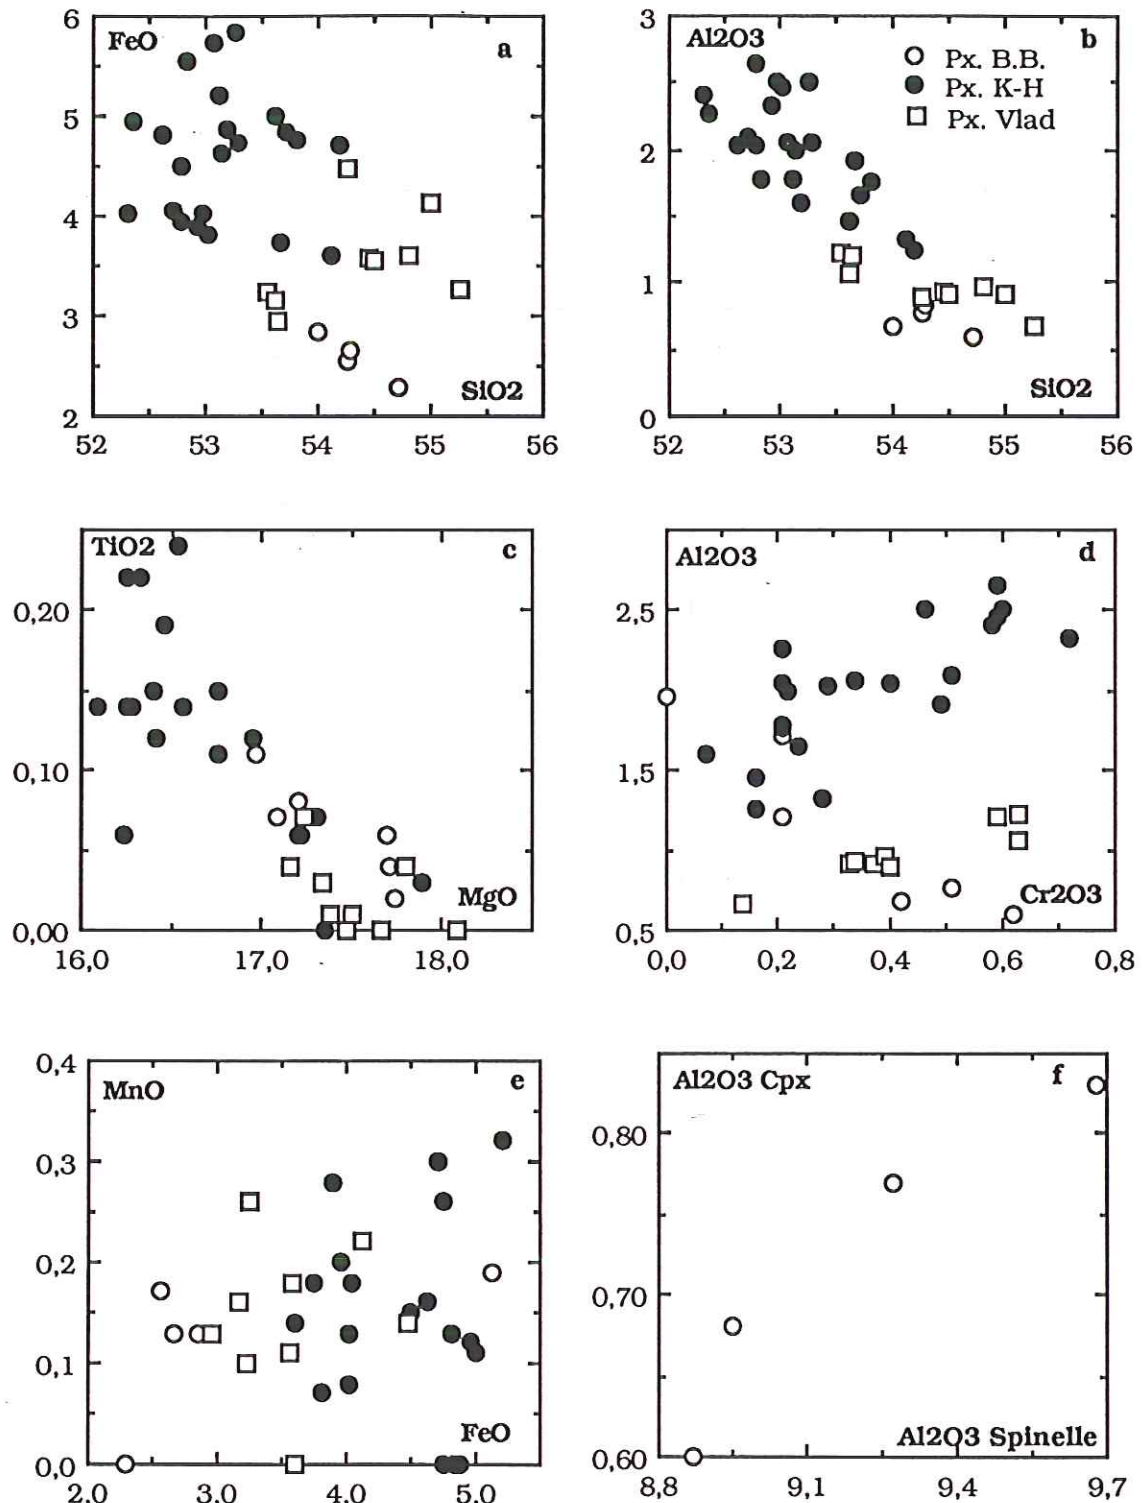 6
FeO
a
5
4
3
SiO2
2
52 53 54 55 56
3
Al2O3
b
Px. B.B.
Px. K-H
Px. Vlad
2
1
SiO2
0
52 53 54 55 56
TiO2
c
0,20
0,10
MgO
0,00
16,0 17,0 18,0
Al2O3
d
2,5
1,5
Cr2O3
0,5
0,0 0,2 0,4 0,6 0,8
0,4
MnO
e
0,3
0,2
0,1
FeO
0,0
2,0 3,0 4,0 5,0
Al2O3 Cpx
f
0,80
0,70
Al2O3 Spinelle
0,60
8,8 9,1 9,4 9,7